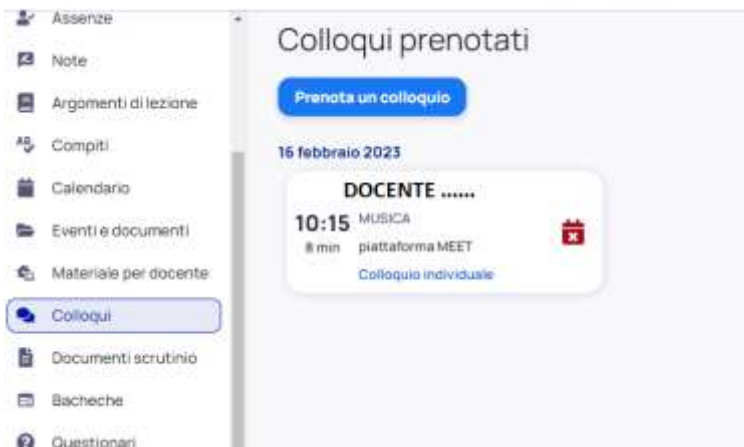 Assenze
Note
Argomenti di lezione
Compiti
Calendario
Eventi e documenti
Materiale per docente
Colloqui
Documenti scrutinio
Bacheche
Questionari
Colloqui prenotati
Prenota un colloquio
16 febbraio 2023
DOCENTE ......
10:15 MUSICA
8 min piattaforma MEET
Colloquio individuale